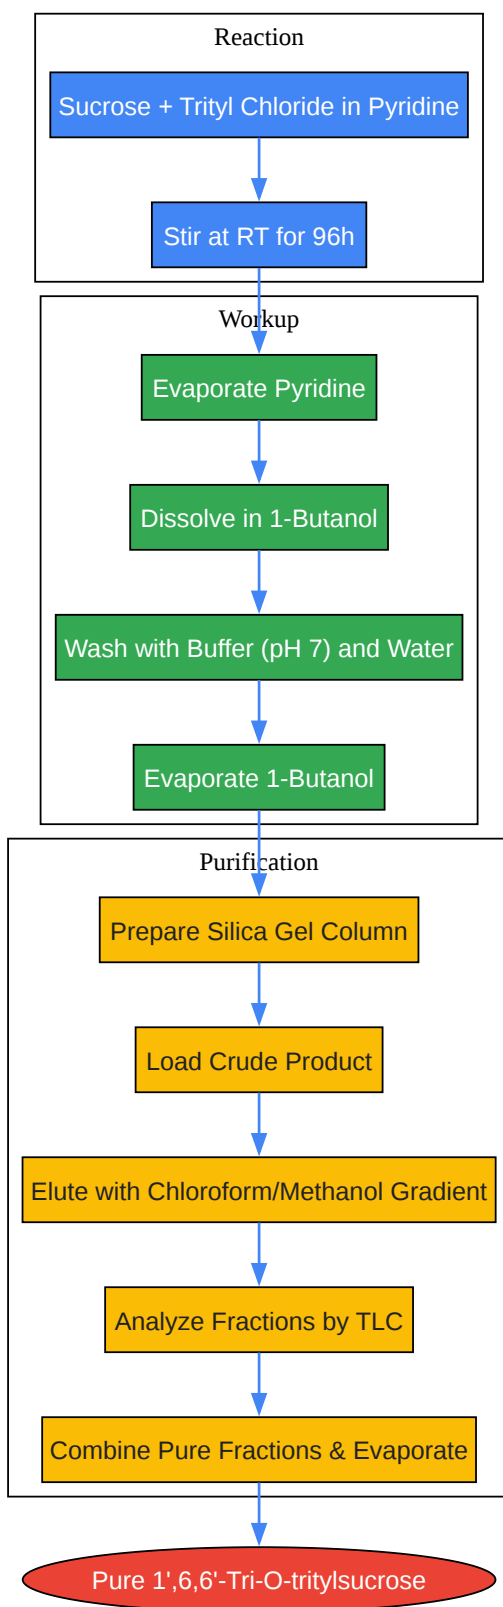 Reaction
Sucrose + Trityl Chloride in Pyridine
Stir at RT for 96h
Workup
Evaporate Pyridine
Dissolve in 1-Butanol
Wash with Buffer (pH 7) and Water
Evaporate 1-Butanol
Purification
Prepare Silica Gel Column
Load Crude Product
Elute with Chloroform/Methanol Gradient
Analyze Fractions by TLC
Combine Pure Fractions & Evaporate
Pure 1',6,6'-Tri-O-tritylsucrose